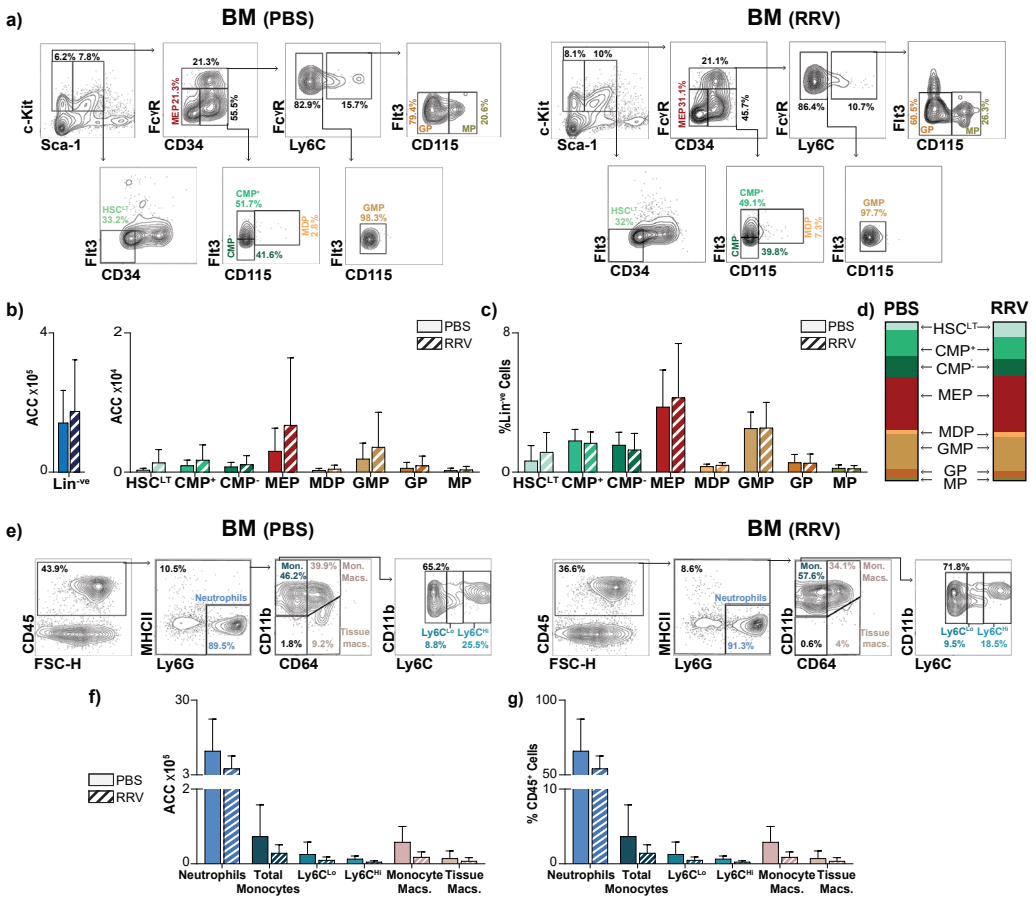 a)
BM (PBS)
6.2% 7.8%
c-Kit
Sca-1
21.3%
MEP21.3%
55.5%
FcγR
CD34
82.9%
15.7%
FcγR
Ly6C
79.4%
GP
MP
20.6%
Flt3
CD115
HSCᴸᵀ
33.2%
Flt3
CD34
CMP⁺
51.7%
CMP⁻
41.6%
MDP
2.8%
Flt3
CD115
GMP
98.3%
Flt3
CD115
BM (RRV)
8.1% 10%
c-Kit
Sca-1
21.1%
MEP31.1%
45.7%
FcγR
CD34
86.4%
10.7%
FcγR
Ly6C
60.5%
GP
MP
26.3%
Flt3
CD115
HSCᴸᵀ
32%
Flt3
CD34
CMP⁺
49.1%
CMP⁻
39.8%
MDP
7.3%
Flt3
CD115
GMP
97.7%
Flt3
CD115
b)
4
0
ACC x10⁵
Lin⁻ᵛᵉ
2
0
ACC x10⁴
PBS
RRV
HSCᴸᵀ CMP⁺ CMP⁻ MEP MDP GMP GP MP
c)
8
0
%Lin⁻ᵛᵉ Cells
PBS
RRV
HSCᴸᵀ CMP⁺ CMP⁻ MEP MDP GMP GP MP
d)
PBS RRV
HSCᴸᵀ
CMP⁺
CMP⁻
MEP
MDP
GMP
GP
MP
e)
BM (PBS)
43.9%
CD45
FSC-H
10.5%
Neutrophils
89.5%
MHCII
Ly6G
Mon.
46.2%
39.9% Mon.
Macs.
1.8%
9.2%
Tissue
macs.
CD11b
CD64
65.2%
Ly6Cᴸᵒ Ly6Cᴴⁱ
8.8% 25.5%
CD11b
Ly6C
BM (RRV)
36.6%
CD45
FSC-H
8.6%
Neutrophils
91.3%
MHCII
Ly6G
Mon.
57.6%
34.1% Mon.
Macs.
0.6%
4%
Tissue
macs.
CD11b
CD64
71.8%
Ly6Cᴸᵒ Ly6Cᴴⁱ
9.5% 18.5%
CD11b
Ly6C
f)
PBS
RRV
30
3
2
0
ACC x10⁵
Neutrophils Total Ly6Cᴸᵒ Ly6Cᴴⁱ Monocyte Tissue
Monocytes Macs. Macs.
g)
100
50
10
0
% CD45⁺ Cells
Neutrophils Total Ly6Cᴸᵒ Ly6Cᴴⁱ Monocyte Tissue
Monocytes Macs. Macs.